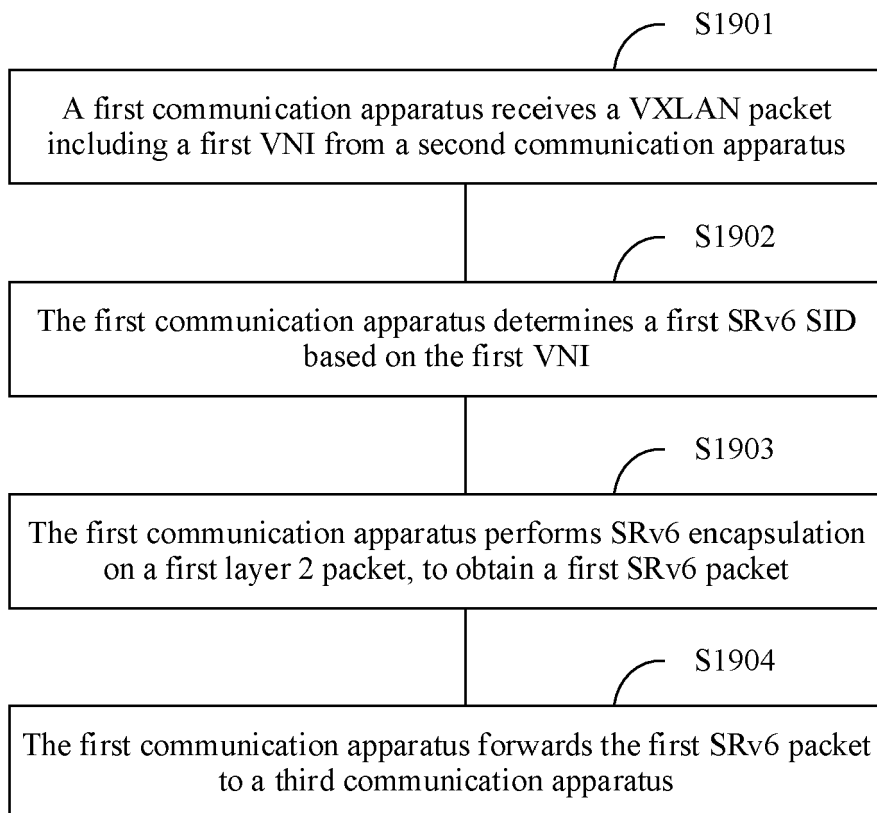 S1901
A first communication apparatus receives a VXLAN packet
including a first VNI from a second communication apparatus
S1902
The first communication apparatus determines a first SRv6 SID
based on the first VNI
S1903
The first communication apparatus performs SRv6 encapsulation
on a first layer 2 packet, to obtain a first SRv6 packet
S1904
The first communication apparatus forwards the first SRv6 packet
to a third communication apparatus